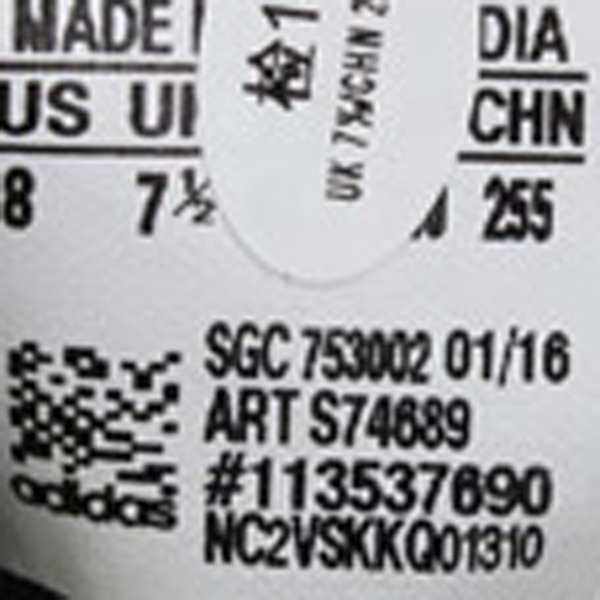 MADE
DIA
US
CHN
8 7½ 255
检1
UK 7½/CHN 2
SGC 753002 01/16
ART S74689
#113537690
NC2VSKKQ01310
adidas